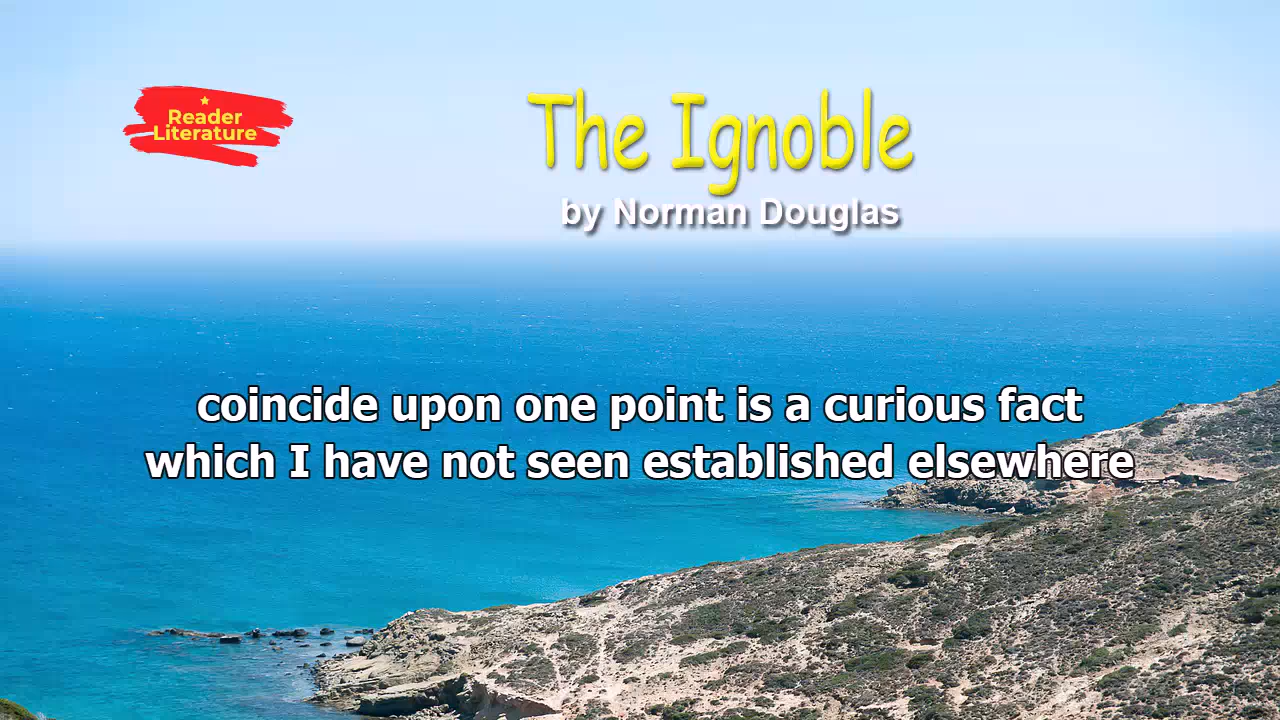 Reader
Literature
The Ignoble
by Norman Douglas
coincide upon one point is a curious fact
which I have not seen established elsewhere